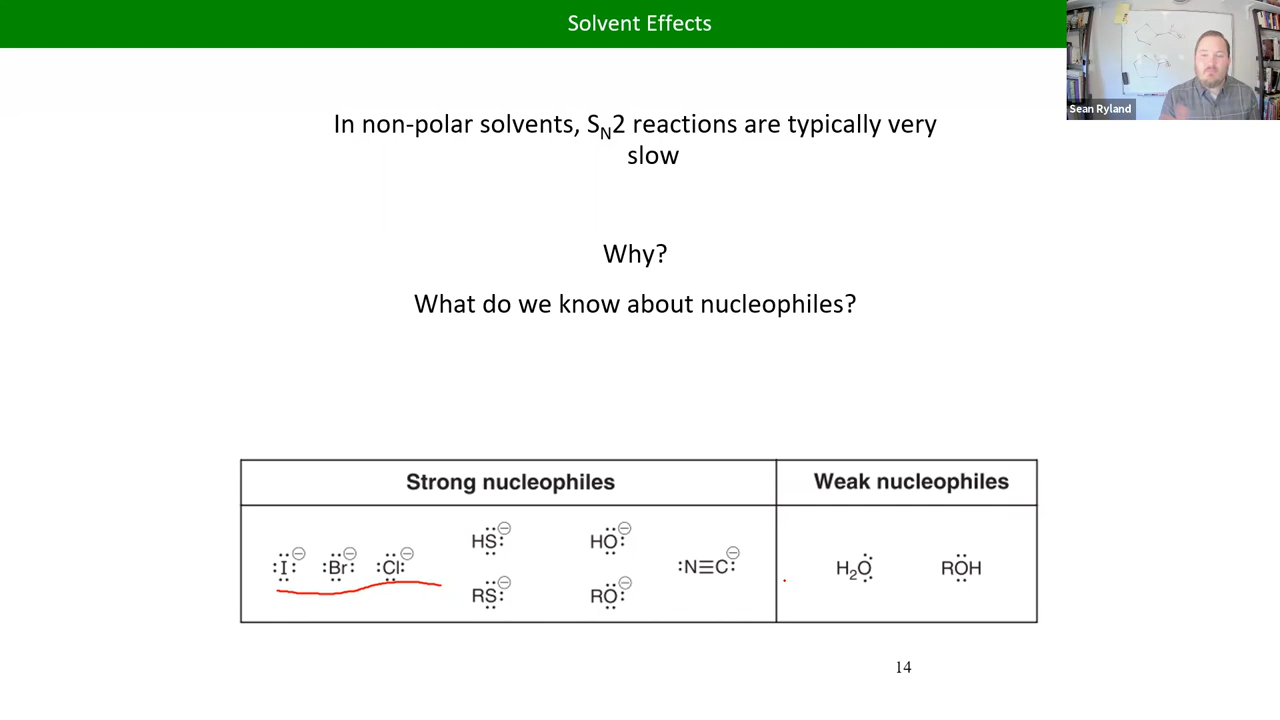 Solvent Effects
Sean Ryland
In non-polar solvents, SN2 reactions are typically very
slow
Why?
What do we know about nucleophiles?
Strong nucleophiles
Weak nucleophiles
:I:⊖ :Br:⊖ :Cl:⊖ HS:⊖ HO:⊖ :N≡C:⊖ H2O ROH
RS:⊖ RO:⊖
14